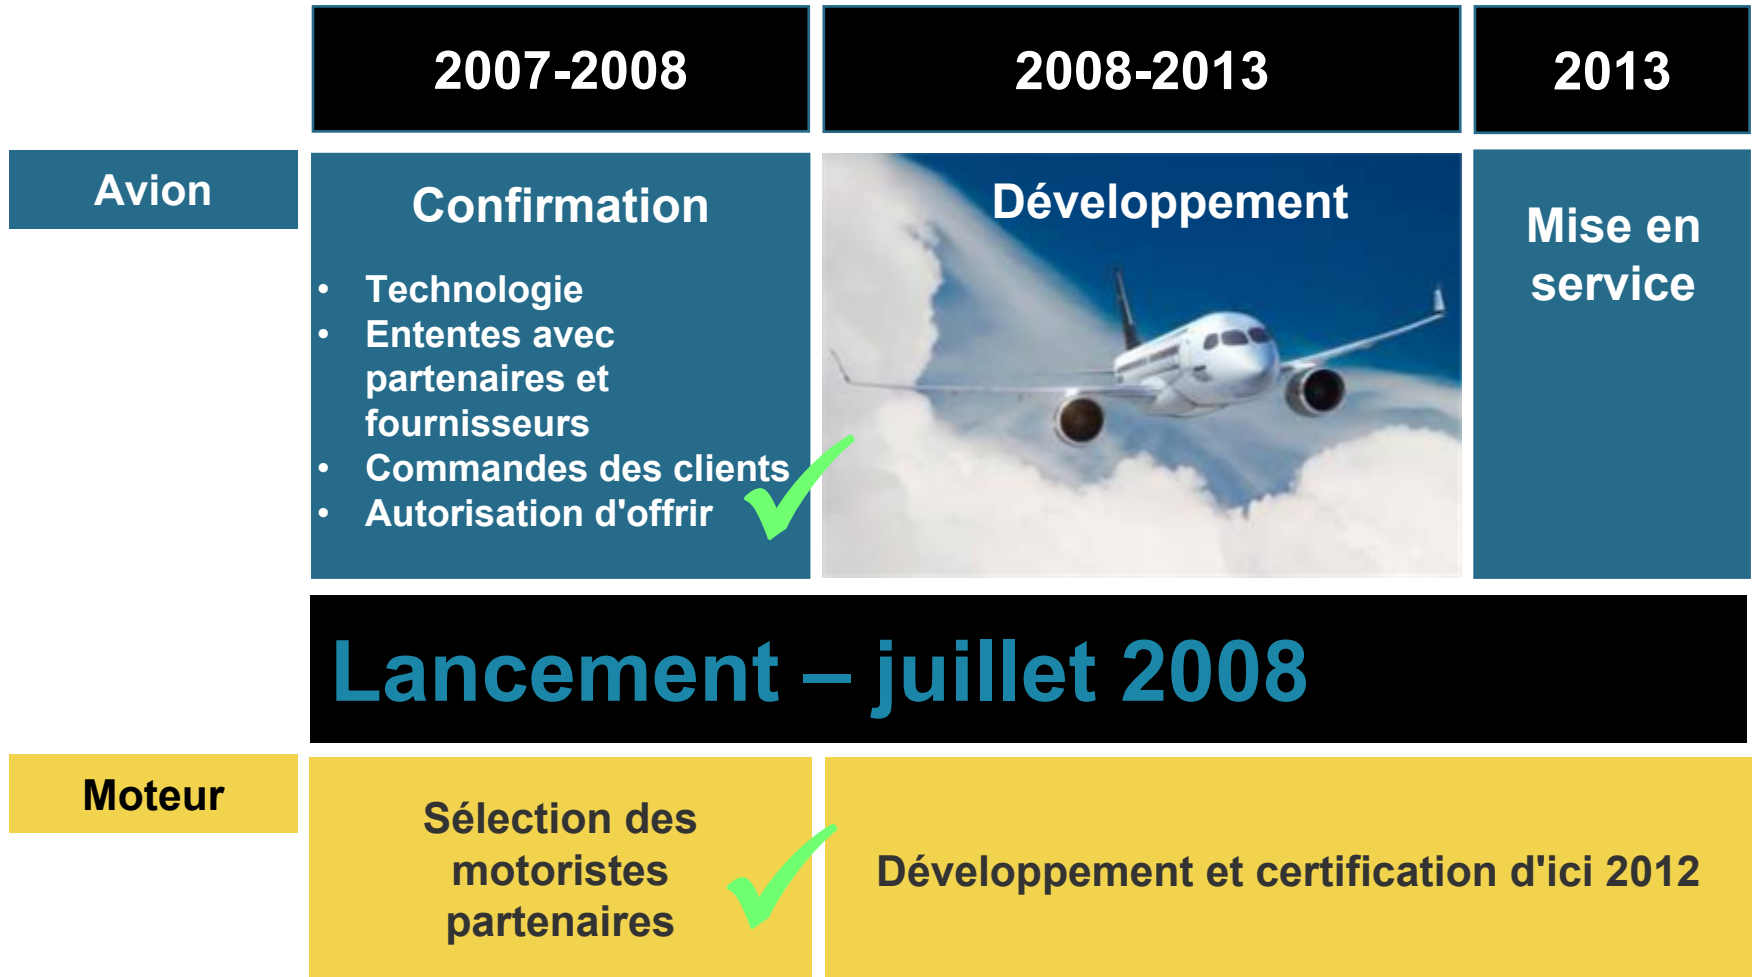 2007-2008
2008-2013
2013
Avion
Confirmation
• Technologie
• Ententes avec
partenaires et
fournisseurs
• Commandes des clients
• Autorisation d'offrir
Développement
Mise en
service
Lancement – juillet 2008
Moteur
Sélection des
motoristes
partenaires
Développement et certification d'ici 2012